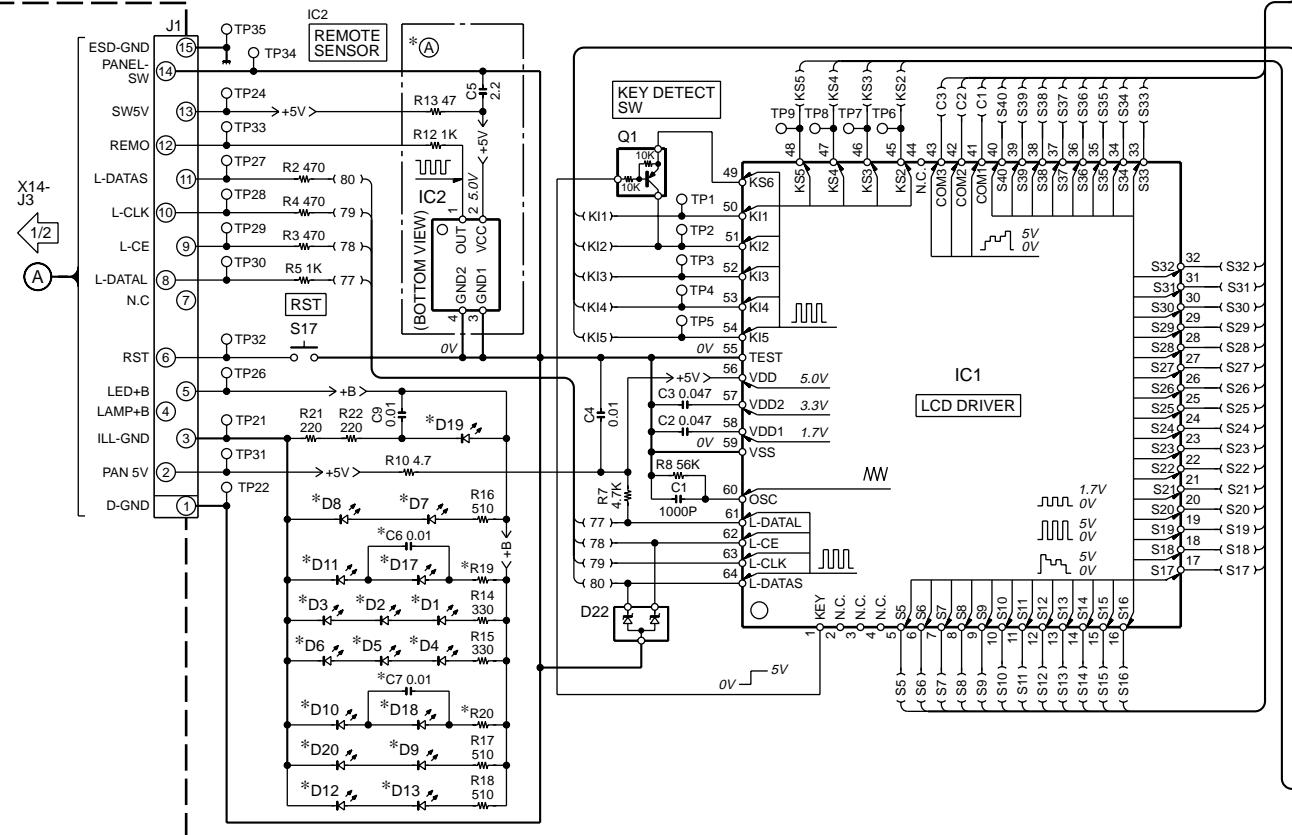 X14-
J3
1/2
A
J1
ESD-GND 15 TP35
PANEL-
SW 14 TP34
SW5V 13 TP24 +5V R13 47
REMO 12 TP33 R12 1K
L-DATAS 11 TP27 R2 470 80
L-CLK 10 TP28 R4 470 79
L-CE 9 TP29 R3 470 78
L-DATAL 8 TP30 R5 1K 77
N.C 7
RST 6 TP32
RST
S17
LED+B 5 TP26 +B
LAMP+B 4
ILL-GND 3 TP21
PAN 5V 2 TP31 +5V R10 4.7
D-GND 1 TP22
IC2
REMOTE
SENSOR
*A
C5
2.2
+5V
5.0V
IC2
(BOTTOM VIEW)
1 OUT
2 VCC
4 GND2
3 GND1
0V
R21
220
R22
220
C9
0.01
*D19
C4
0.01
*D8 *D7 R16
510
+B
*C6 0.01
*D11 *D17 *R19
*D3 *D2 *D1 R14
330
*D6 *D5 *D4 R15
330
*C7 0.01
*D10 *D18 *R20
*D20 *D9 R17
510
*D12 *D13 R18
510
KEY DETECT
SW
Q1
10K
10K
KI1 TP1
KI2 TP2
KI3 TP3
KI4 TP4
KI5 TP5
49 KS6
50 KI1
51 KI2
52 KI3
53 KI4
54 KI5
0V 55 TEST
+5V 56 VDD 5.0V
C3 0.047 57 VDD2 3.3V
C2 0.047 58 VDD1 1.7V
0V 59 VSS
R8 56K
C1
1000P
60 OSC
R7
4.7K
77 61 L-DATAL
78 62 L-CE
79 63 L-CLK
80 64 L-DATAS
D22
0V 5V
IC1
LCD DRIVER
KS5 KS4 KS3 KS2 C3 C2 C1 S40 S39 S38 S37 S36 S35 S34 S33
TP9 TP8 TP7 TP6
48 47 46 45 44 43 42 41 40 39 38 37 36 35 34 33
KS5 KS4 KS3 KS2 N.C. COM3 COM2 COM1 S40 S39 S38 S37 S36 S35 S34 S33
5V
0V
S32 32 S32
S31 31 S31
S30 30 S30
S29 29 S29
S28 28 S28
S27 27 S27
S26 26 S26
S25 25 S25
S24 24 S24
S23 23 S23
S22 22 S22
S21 21 S21
S20 20 S20
S19 19 S19
S18 18 S18
S17 17 S17
1.7V
0V
5V
0V
5V
0V
KEY N.C. N.C. N.C. S5 S6 S7 S8 S9 S10 S11 S12 S13 S14 S15 S16
1 2 3 4 5 6 7 8 9 10 11 12 13 14 15 16
S5 S6 S7 S8 S9 S10 S11 S12 S13 S14 S15 S16